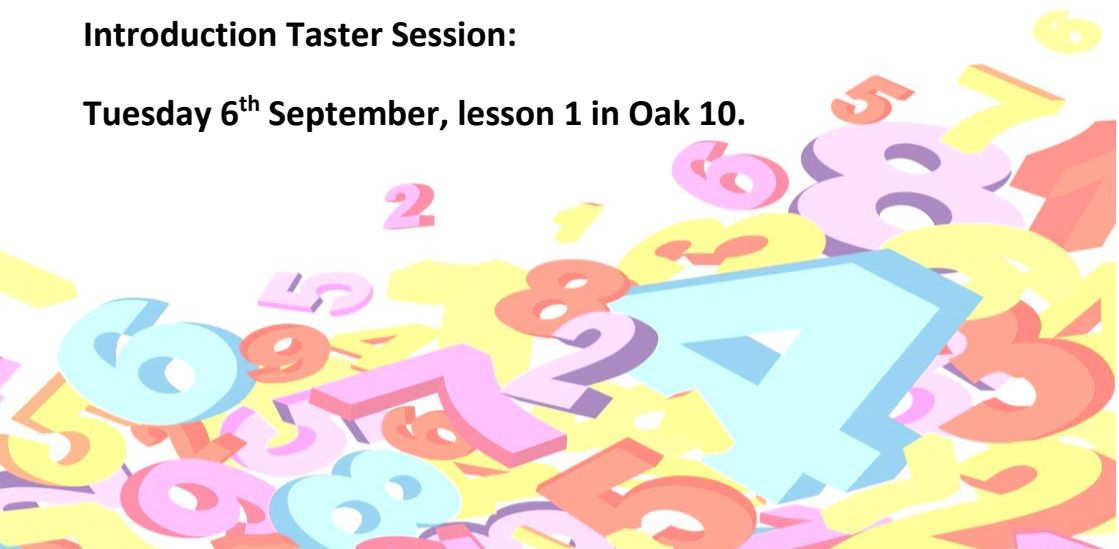 Introduction Taster Session:
Tuesday 6th September, lesson 1 in Oak 10.